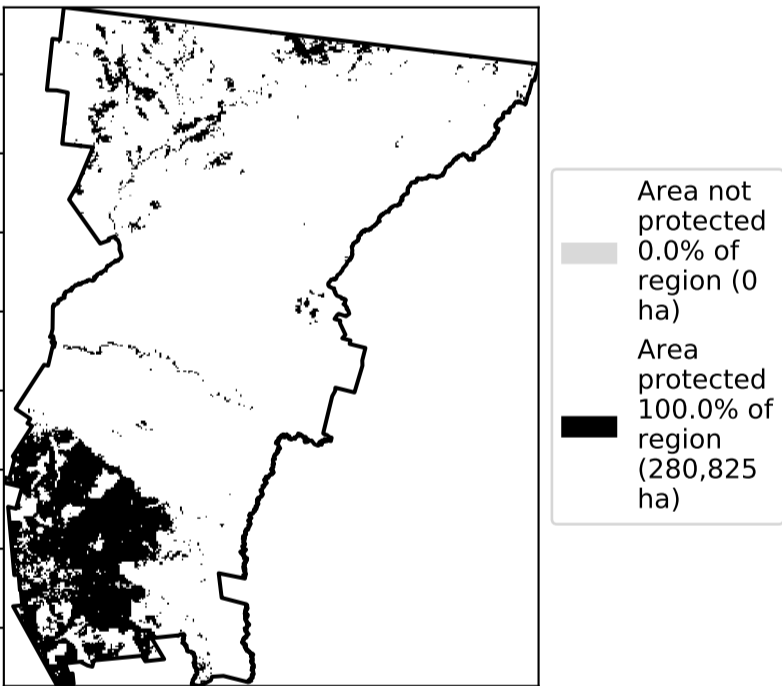 Area not
protected
0.0% of
region (0
ha)
Area
protected
100.0% of
region
(280,825
ha)